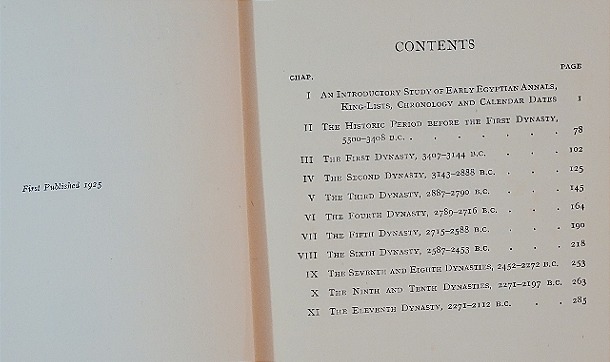 First Published 1925
CONTENTS
CHAP. PAGE
I AN INTRODUCTORY STUDY OF EARLY EGYPTIAN ANNALS,
KING-LISTS, CHRONOLOGY AND CALENDAR DATES 1
II THE HISTORIC PERIOD BEFORE THE FIRST DYNASTY,
5500–3408 B.C. . . . . . . 78
III THE FIRST DYNASTY, 3407–3144 B.C. . . . 102
IV THE SECOND DYNASTY, 3143–2888 B.C. . . . 125
V THE THIRD DYNASTY, 2887–2790 B.C. . . . 145
VI THE FOURTH DYNASTY, 2789–2716 B.C. . . . 164
VII THE FIFTH DYNASTY, 2715–2588 B.C. . . . 190
VIII THE SIXTH DYNASTY, 2587–2453 B.C. . . . 218
IX THE SEVENTH AND EIGHTH DYNASTIES, 2452–2272 B.C. 253
X THE NINTH AND TENTH DYNASTIES, 2271–2197 B.C. 263
XI THE ELEVENTH DYNASTY, 2271–2112 B.C. . . 285